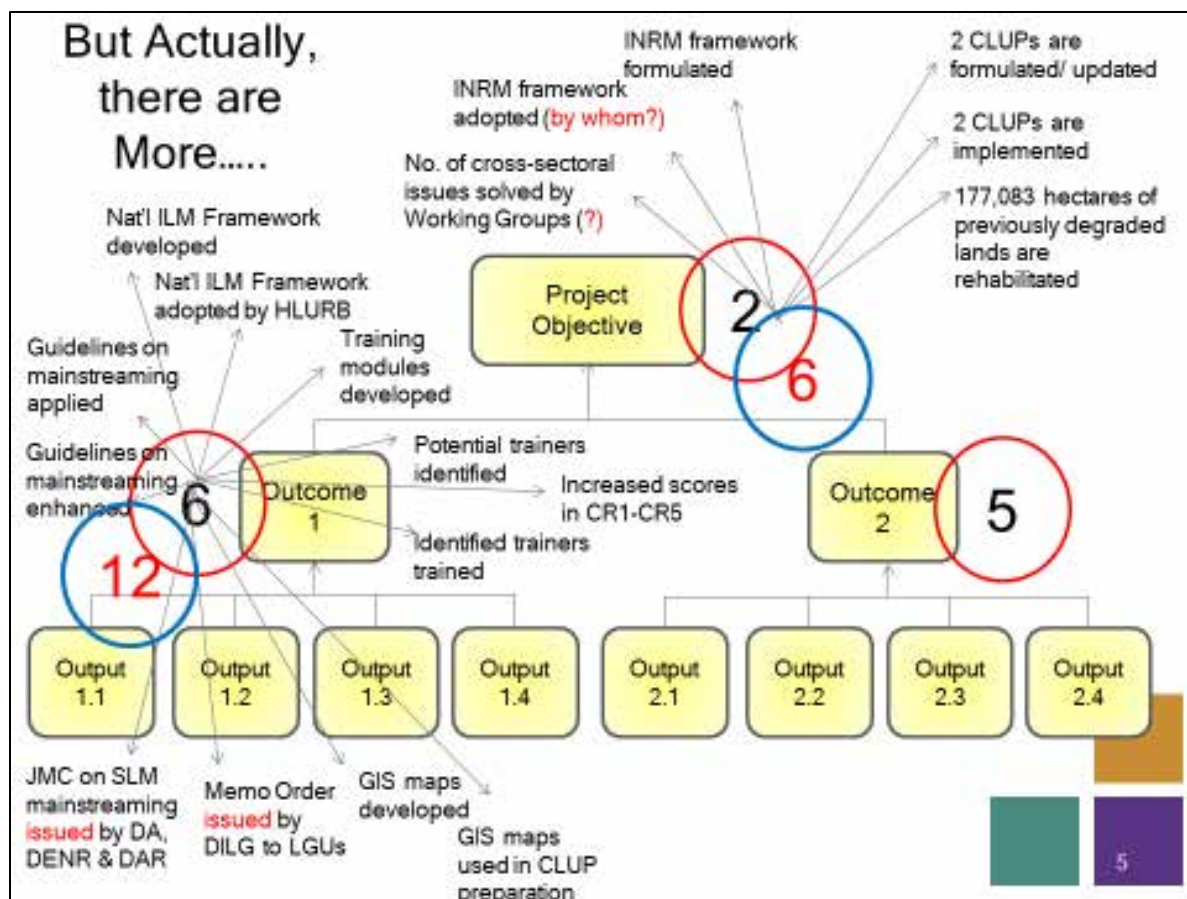 But Actually,
there are
More.....
INRM framework
formulated
2 CLUPs are
formulated/ updated
INRM framework
adopted (by whom?)
2 CLUPs are
implemented
No. of cross-sectoral
issues solved by
Working Groups (?)
177,083 hectares of
previously degraded
lands are
rehabilitated
Nat'l ILM Framework
developed
Nat'l ILM Framework
adopted by HLURB
Project
Objective
2
6
Guidelines on
mainstreaming
applied
Training
modules
developed
Guidelines on
mainstreaming
enhanced
6
12
Outcome
1
Potential trainers
identified
Increased scores
in CR1-CR5
Identified trainers
trained
Outcome
2
5
Output
1.1
Output
1.2
Output
1.3
Output
1.4
Output
2.1
Output
2.2
Output
2.3
Output
2.4
JMC on SLM
mainstreaming
issued by DA,
DENR & DAR
Memo Order
issued by
DILG to LGUs
GIS maps
developed
GIS maps
used in CLUP
preparation
5